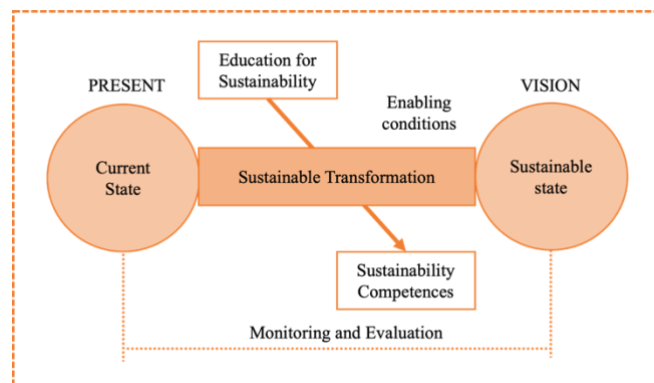 Education for
Sustainability
PRESENT
Enabling
conditions
VISION
Current
State
Sustainable Transformation
Sustainable
state
Sustainability
Competences
Monitoring and Evaluation